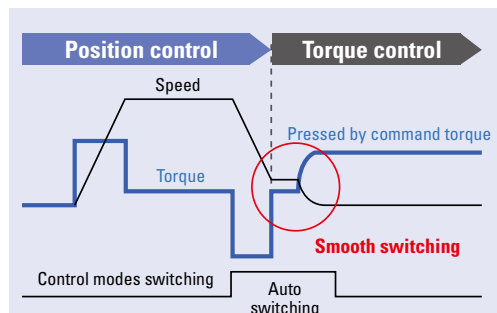 Position control
Torque control
Speed
Pressed by command torque
Torque
Smooth switching
Control modes switching
Auto
switching